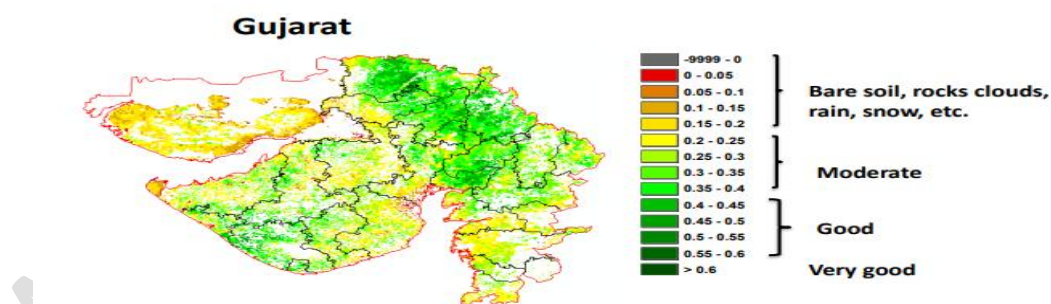 Gujarat
-9999 - 0
0 - 0.05
0.05 - 0.1
0.1 - 0.15
0.15 - 0.2
0.2 - 0.25
0.25 - 0.3
0.3 - 0.35
0.35 - 0.4
0.4 - 0.45
0.45 - 0.5
0.5 - 0.55
0.55 - 0.6
> 0.6
Bare soil, rocks clouds,
rain, snow, etc.
Moderate
Good
Very good